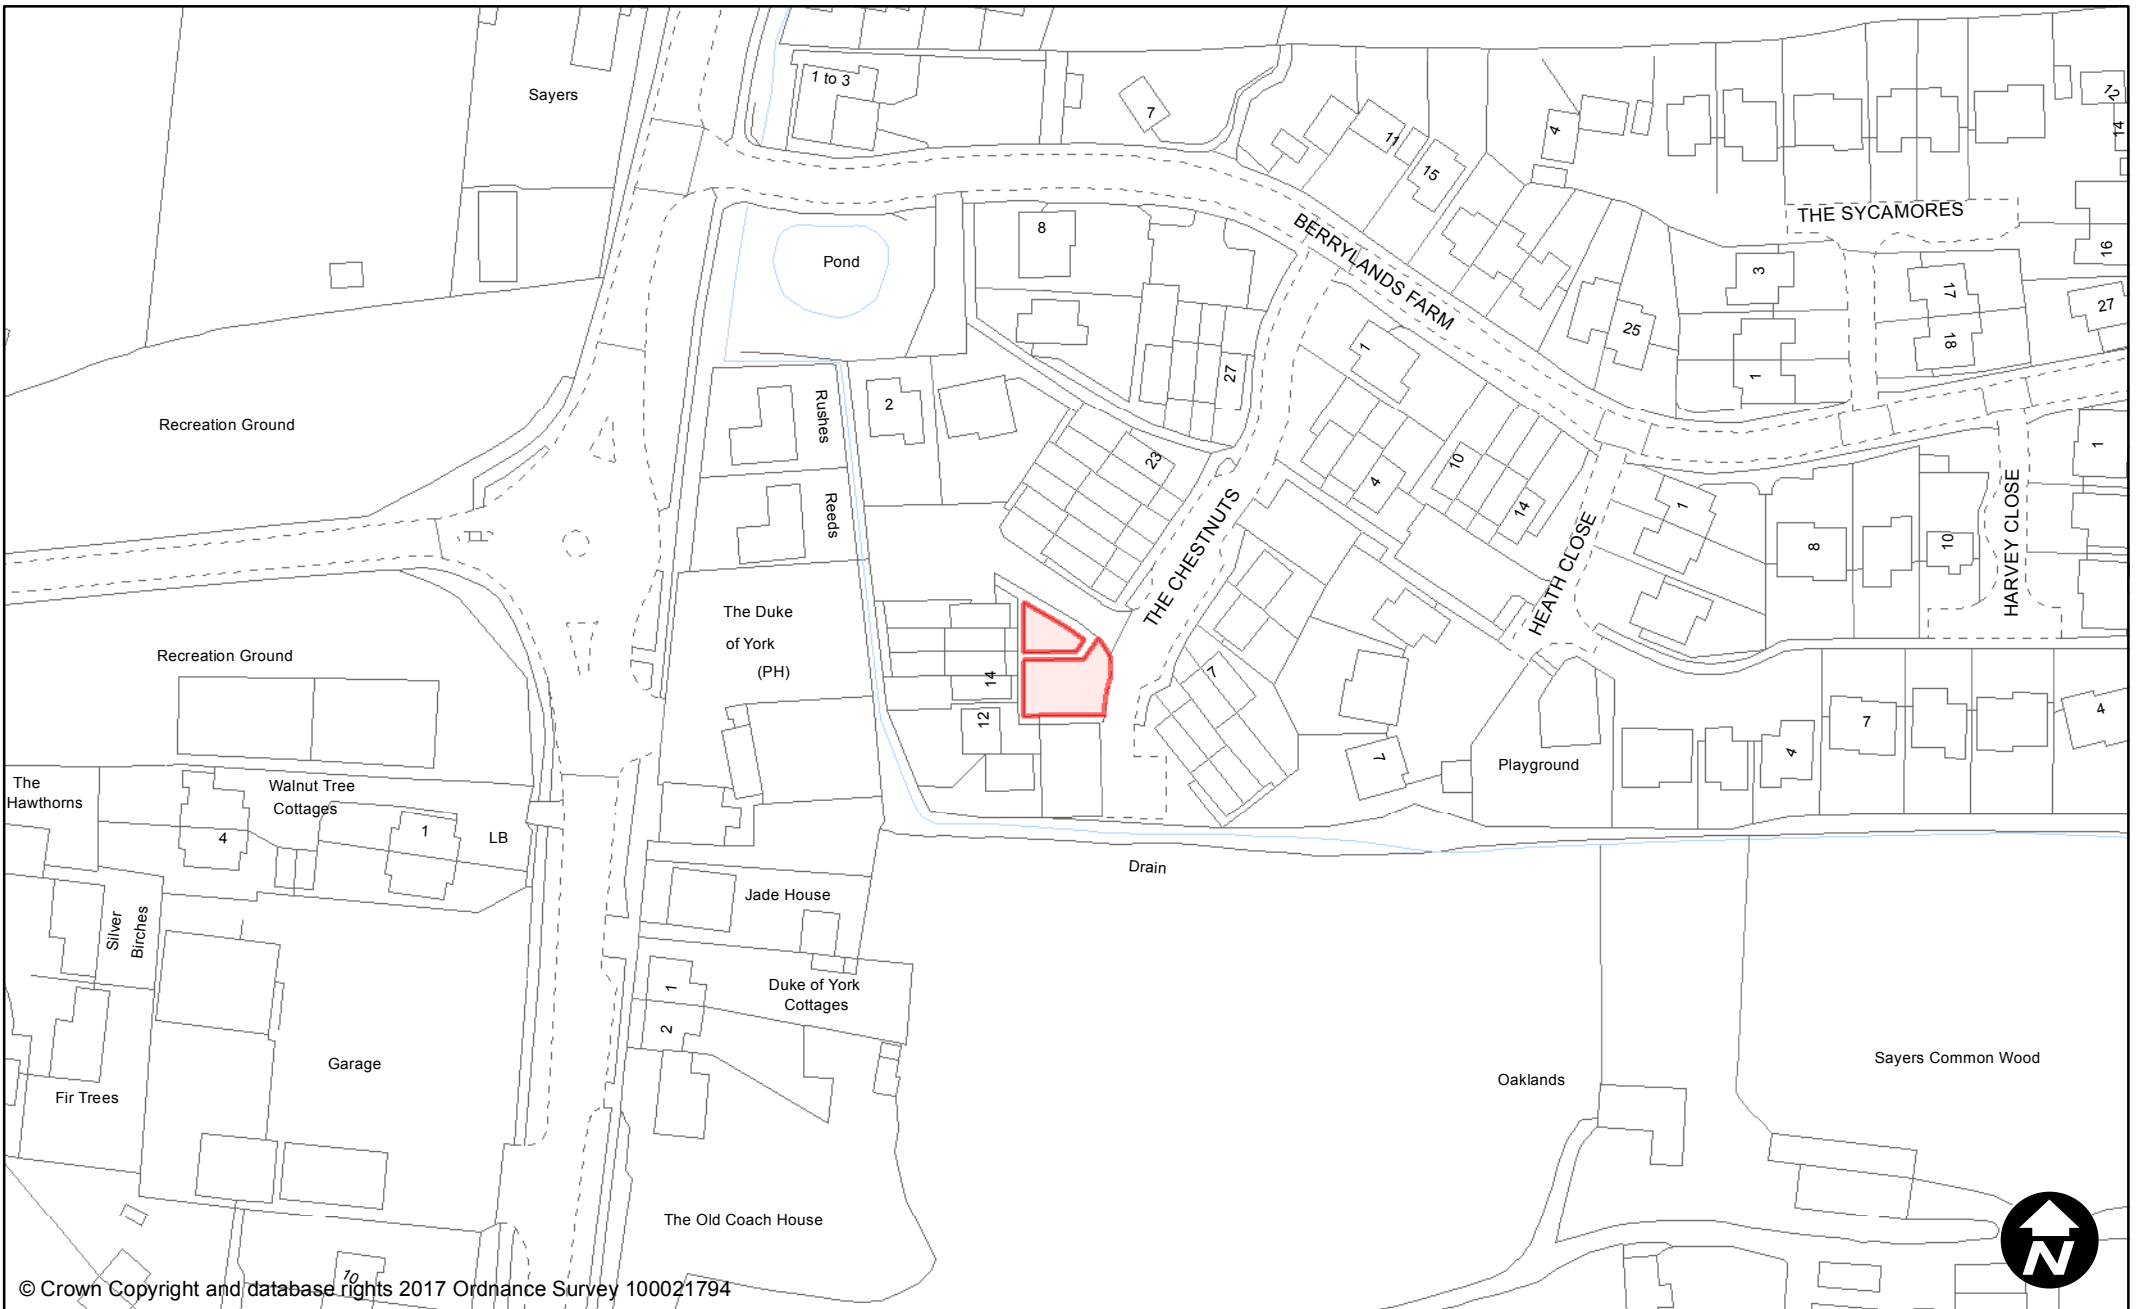 1 to 3
Sayers
7
11
15
4
12
14
THE SYCAMORES
8
BERRYLANDS FARM
Pond
3
16
17
27
25
18
1
1
27
Recreation Ground
Rushes
2
23
10
4
14
1
1
Reeds
THE CHESTNUTS
HEATH CLOSE
8
10
HARVEY CLOSE
The Duke
of York
(PH)
Recreation Ground
14
12
7
7
Playground
4
7
4
The
Hawthorns
Walnut Tree
Cottages
4
1
LB
Drain
Jade House
Silver
Birches
Duke of York
Cottages
1
2
Garage
Fir Trees
Oaklands
Sayers Common Wood
The Old Coach House
10
N
© Crown Copyright and database rights 2017 Ordnance Survey 100021794